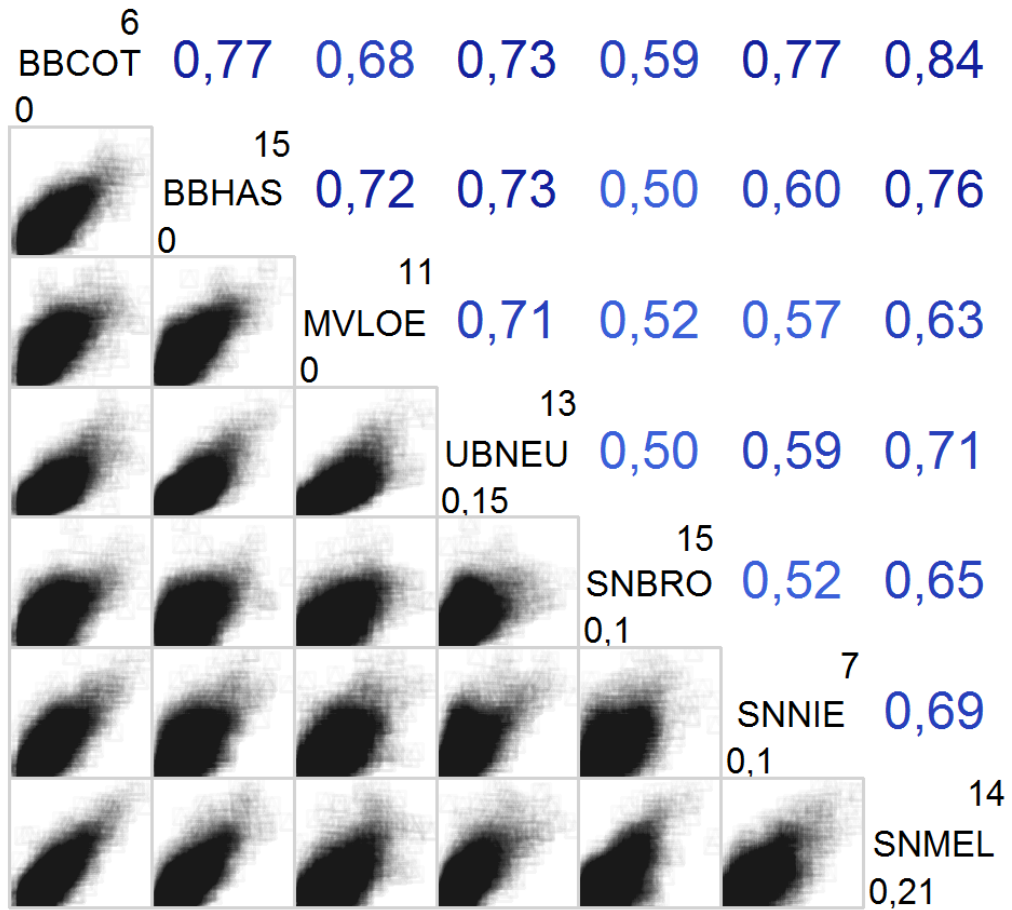 6
BBCOT 0,77 0,68 0,73 0,59 0,77 0,84
0
15
BBHAS 0,72 0,73 0,50 0,60 0,76
0
11
MVLOE 0,71 0,52 0,57 0,63
0
13
UBNEU 0,50 0,59 0,71
0,15
15
SNBRO 0,52 0,65
0,1
7
SNNIE 0,69
0,1
14
SNMEL
0,21